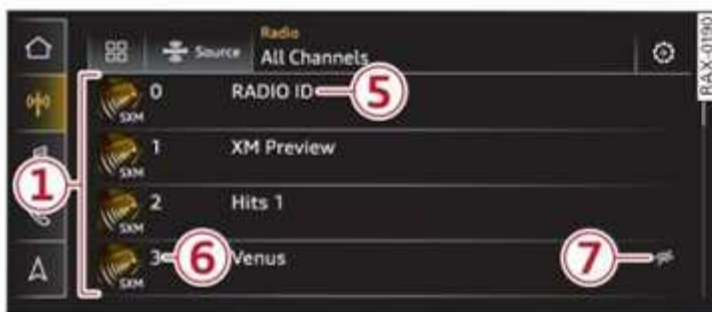 Radio
Source
All Channels
RAX-0190
SXM
0
RADIO ID
5
1
SXM
1
XM Preview
SXM
2
Hits 1
SXM
3
6
Venus
7